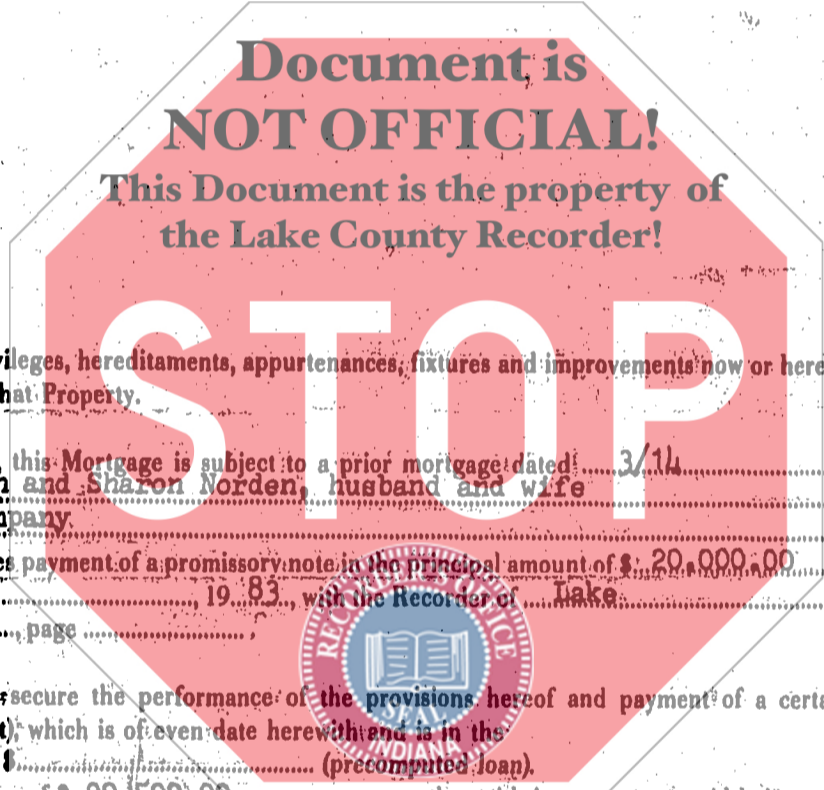 Document is
NOT OFFICIAL!
This Document is the property of
the Lake County Recorder!
STOP
vileges, hereditaments, appurtenances, fixtures and improvements now or here
hat Property.
this Mortgage is subject to a prior mortgage dated 3/14
and Sharon Norden, husband and wife
pany.
payment of a promissory note in the principal amount of $ 20,000.00
19 83, with the Recorder of Lake
, page
RECORDER'S OFFICE
SEAL
INDIANA
secure the performance of the provisions hereof and payment of a certa
t), which is of even date herewith and is in the
(precomputed loan).